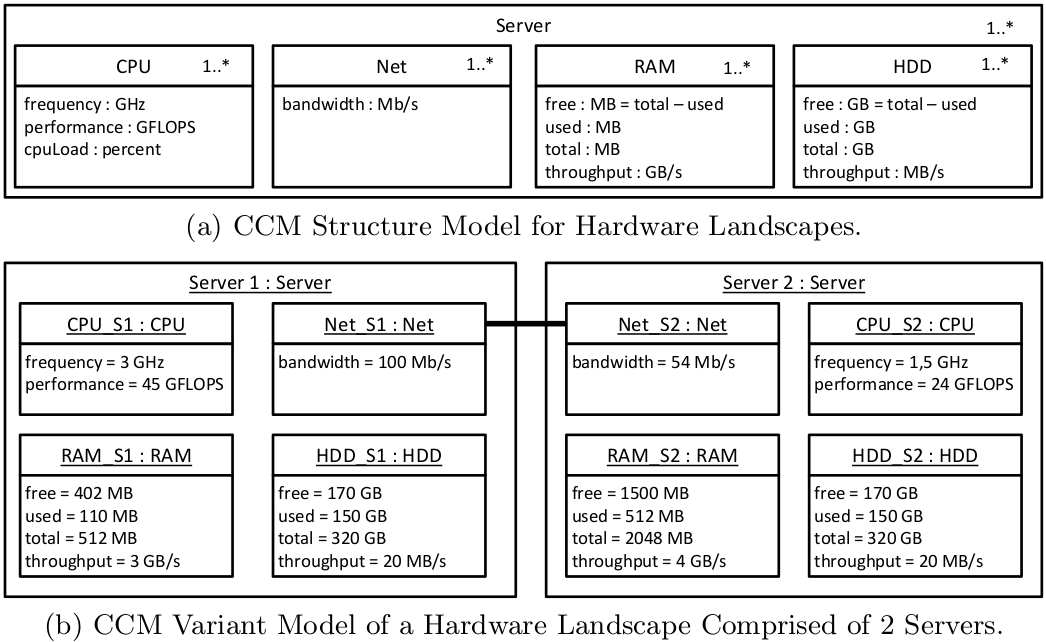 Server 1..*
CPU 1..*
frequency : GHz
performance : GFLOPS
cpuLoad : percent
Net 1..*
bandwidth : Mb/s
RAM 1..*
free : MB = total – used
used : MB
total : MB
throughput : GB/s
HDD 1..*
free : GB = total – used
used : GB
total : GB
throughput : MB/s
(a) CCM Structure Model for Hardware Landscapes.
Server 1 : Server
CPU_S1 : CPU
frequency = 3 GHz
performance = 45 GFLOPS
Net_S1 : Net
bandwidth = 100 Mb/s
RAM_S1 : RAM
free = 402 MB
used = 110 MB
total = 512 MB
throughput = 3 GB/s
HDD_S1 : HDD
free = 170 GB
used = 150 GB
total = 320 GB
throughput = 20 MB/s
Server 2 : Server
Net_S2 : Net
bandwidth = 54 Mb/s
CPU_S2 : CPU
frequency = 1,5 GHz
performance = 24 GFLOPS
RAM_S2 : RAM
free = 1500 MB
used = 512 MB
total = 2048 MB
throughput = 4 GB/s
HDD_S2 : HDD
free = 170 GB
used = 150 GB
total = 320 GB
throughput = 20 MB/s
(b) CCM Variant Model of a Hardware Landscape Comprised of 2 Servers.